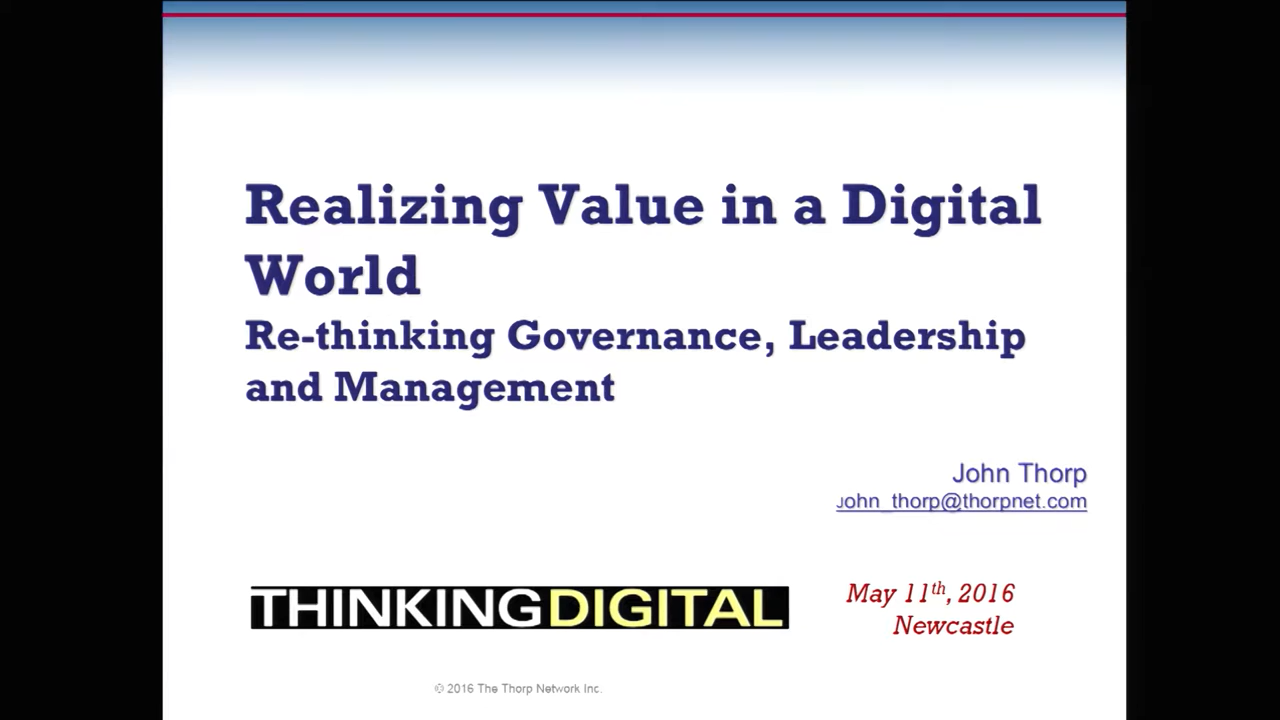 Realizing Value in a Digital
World
Re-thinking Governance, Leadership
and Management
John Thorp
john_thorp@thorpnet.com
THINKINGDIGITAL
May 11th, 2016
Newcastle
© 2016 The Thorp Network Inc.